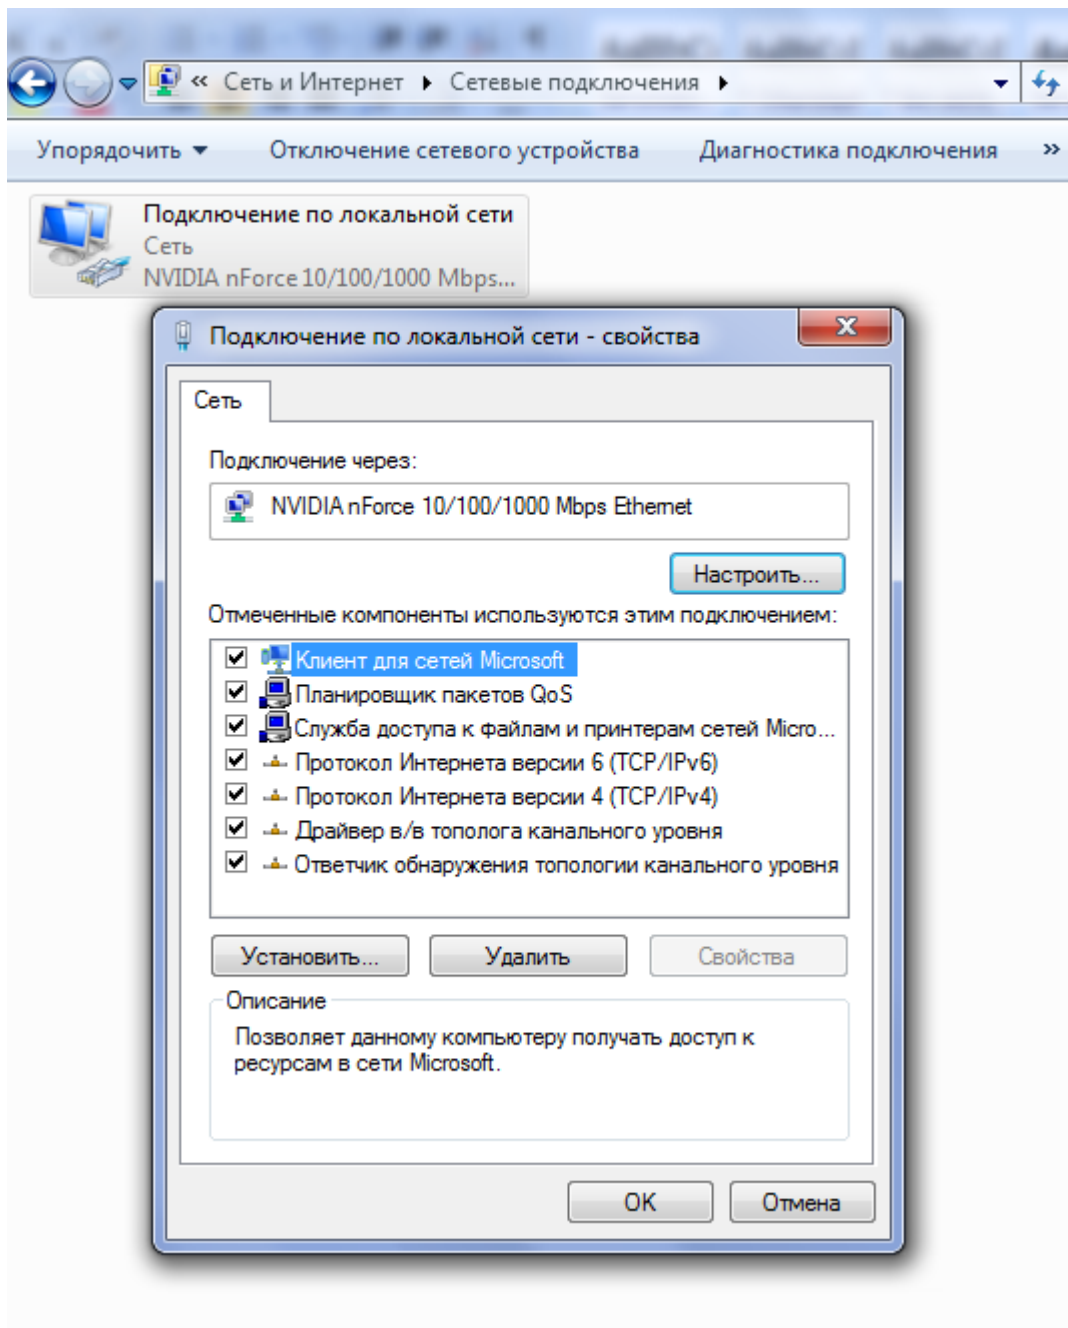 « Сеть и Интернет Сетевые подключения
Упорядочить Отключение сетевого устройства Диагностика подключения »
Подключение по локальной сети
Сеть
NVIDIA nForce 10/100/1000 Mbps...
Подключение по локальной сети - свойства
Сеть
Подключение через:
NVIDIA nForce 10/100/1000 Mbps Ethernet
Настроить...
Отмеченные компоненты используются этим подключением:
Клиент для сетей Microsoft
Планировщик пакетов QoS
Служба доступа к файлам и принтерам сетей Micro...
Протокол Интернета версии 6 (TCP/IPv6)
Протокол Интернета версии 4 (TCP/IPv4)
Драйвер в/в тополога канального уровня
Ответчик обнаружения топологии канального уровня
Установить... Удалить Свойства
Описание
Позволяет данному компьютеру получать доступ к
ресурсам в сети Microsoft.
OK Отмена